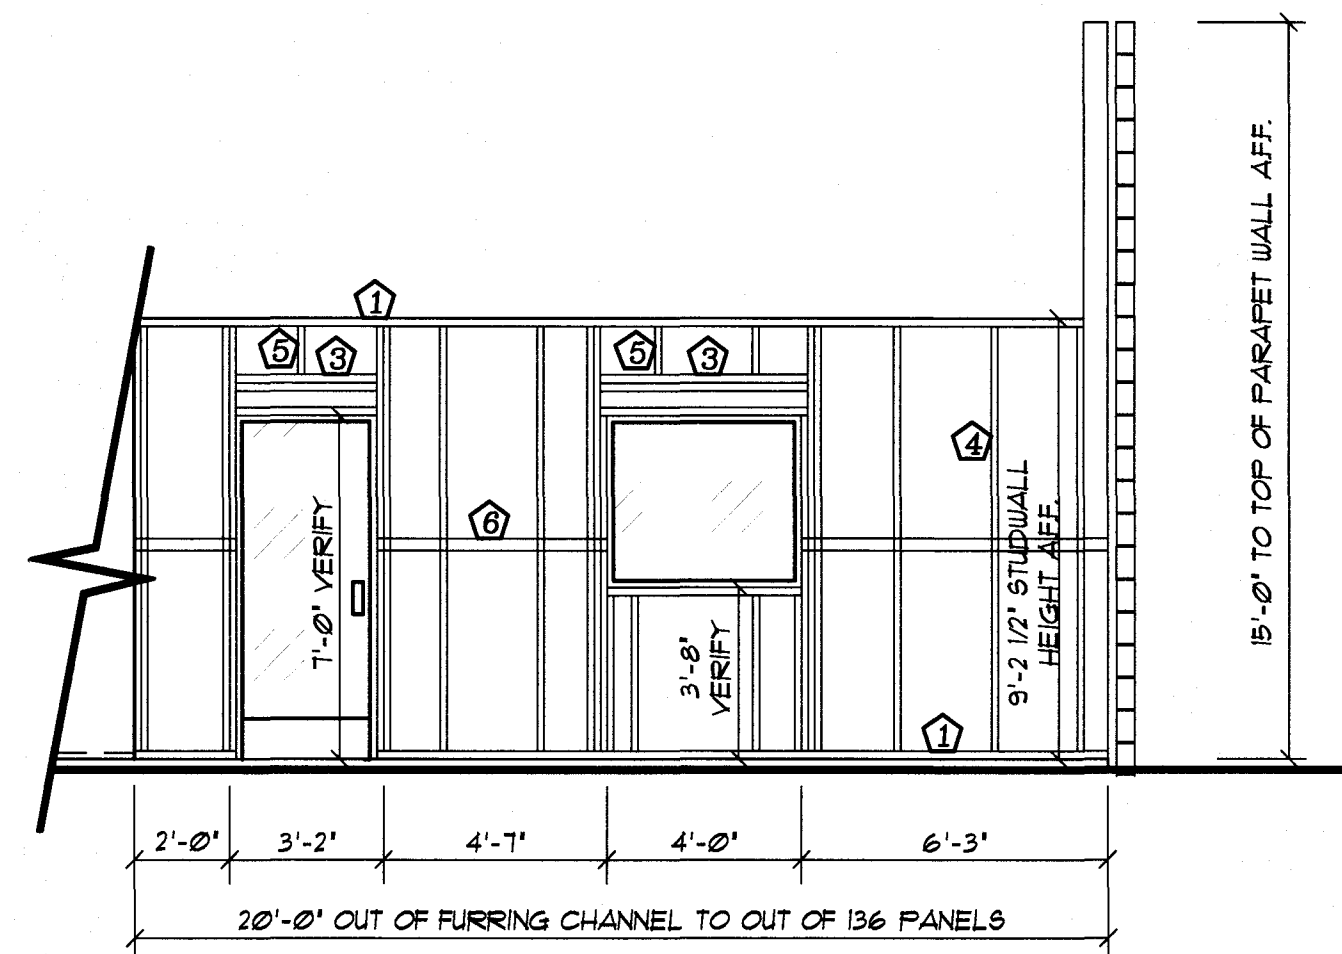 1
5
3
5
3
4
6
1
7'-0" VERIFY
3'-8"
VERIFY
9'-2 1/2" STUDWALL
HEIGHT A.F.F.
15'-0" TO TOP OF PARAPET WALL A.F.F.
2'-0" 3'-2" 4'-7" 4'-0" 6'-3"
20'-0" OUT OF FURRING CHANNEL TO OUT OF 136 PANELS